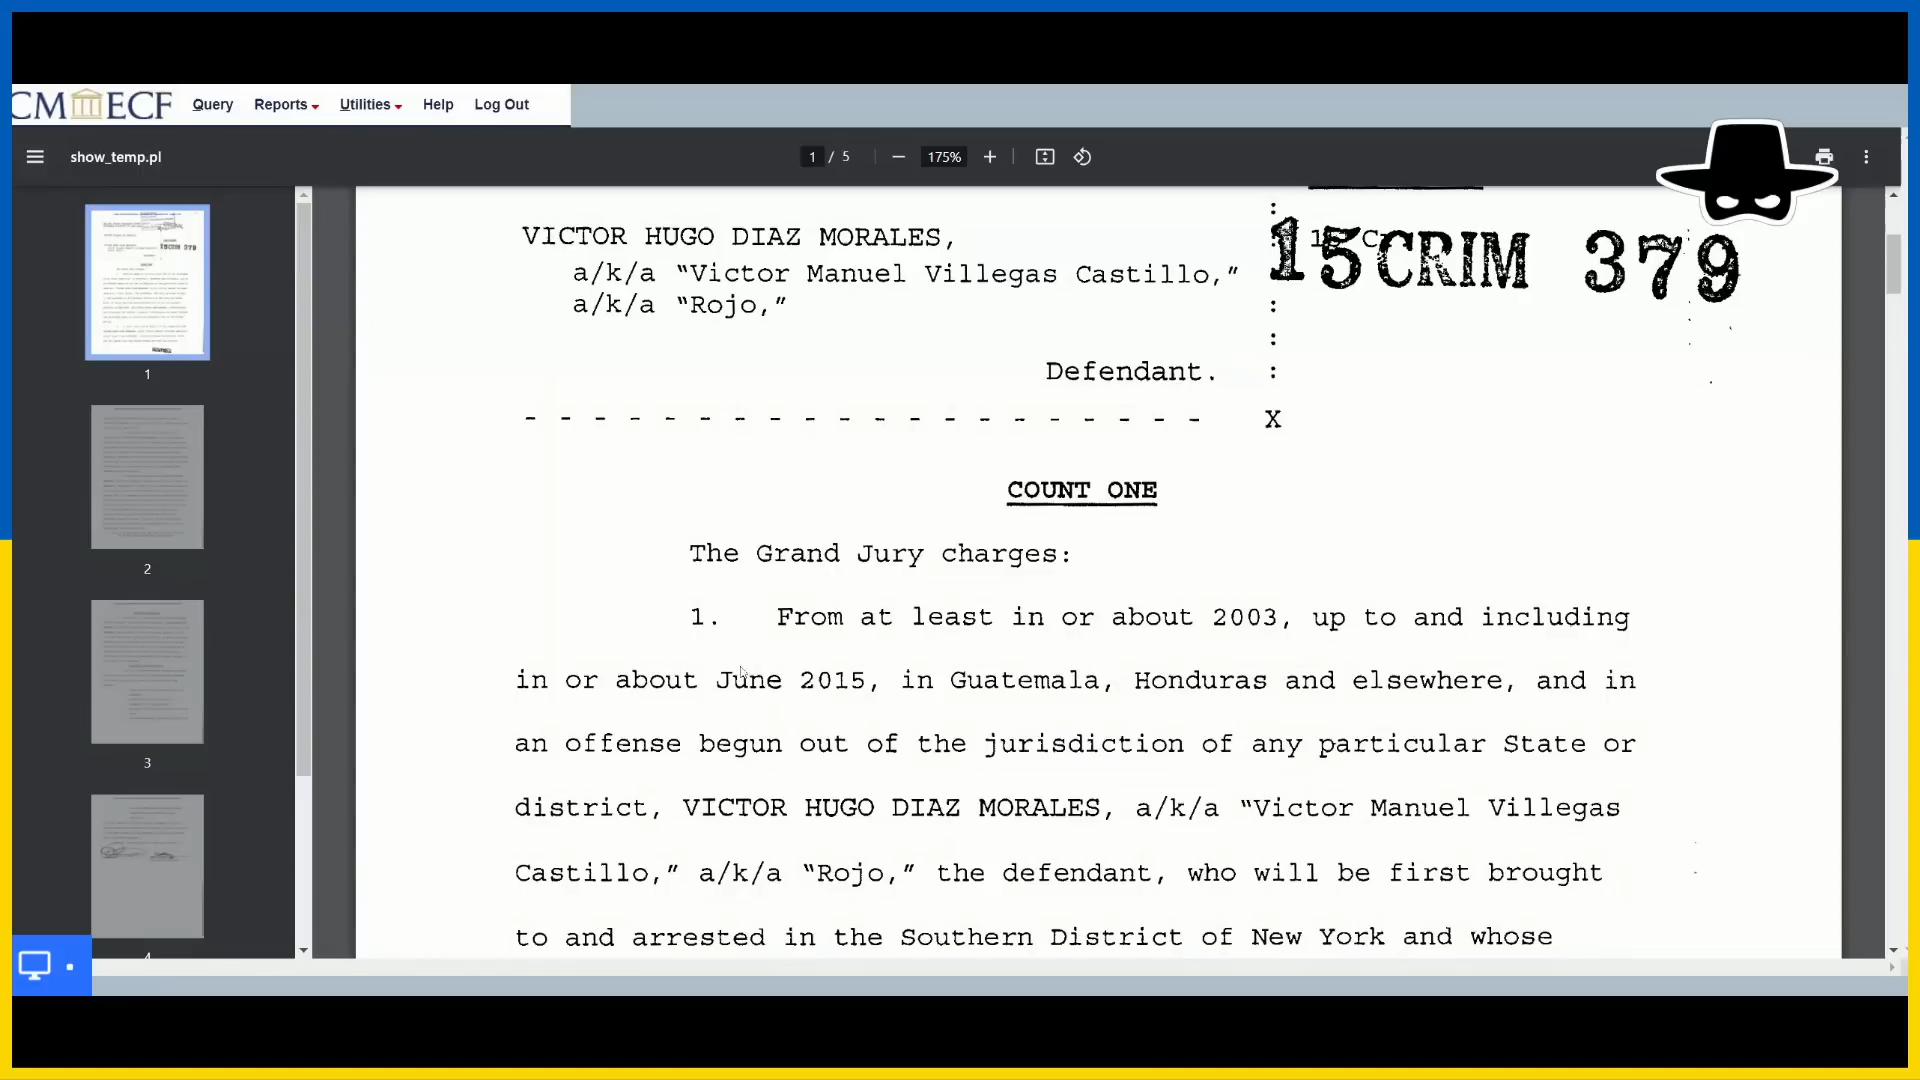 CM ECF Query Reports Utilities Help Log Out
show_temp.pl 1 / 5 175%
VICTOR HUGO DIAZ MORALES, :
a/k/a “Victor Manuel Villegas Castillo,” 15CRIM 379
a/k/a “Rojo,” :
:
Defendant. :
- - - - - - - - - - - - - - - - - - - - X
COUNT ONE
The Grand Jury charges:
1. From at least in or about 2003, up to and including
in or about June 2015, in Guatemala, Honduras and elsewhere, and in
an offense begun out of the jurisdiction of any particular State or
district, VICTOR HUGO DIAZ MORALES, a/k/a “Victor Manuel Villegas
Castillo,” a/k/a “Rojo,” the defendant, who will be first brought
to and arrested in the Southern District of New York and whose
1
2
3
4